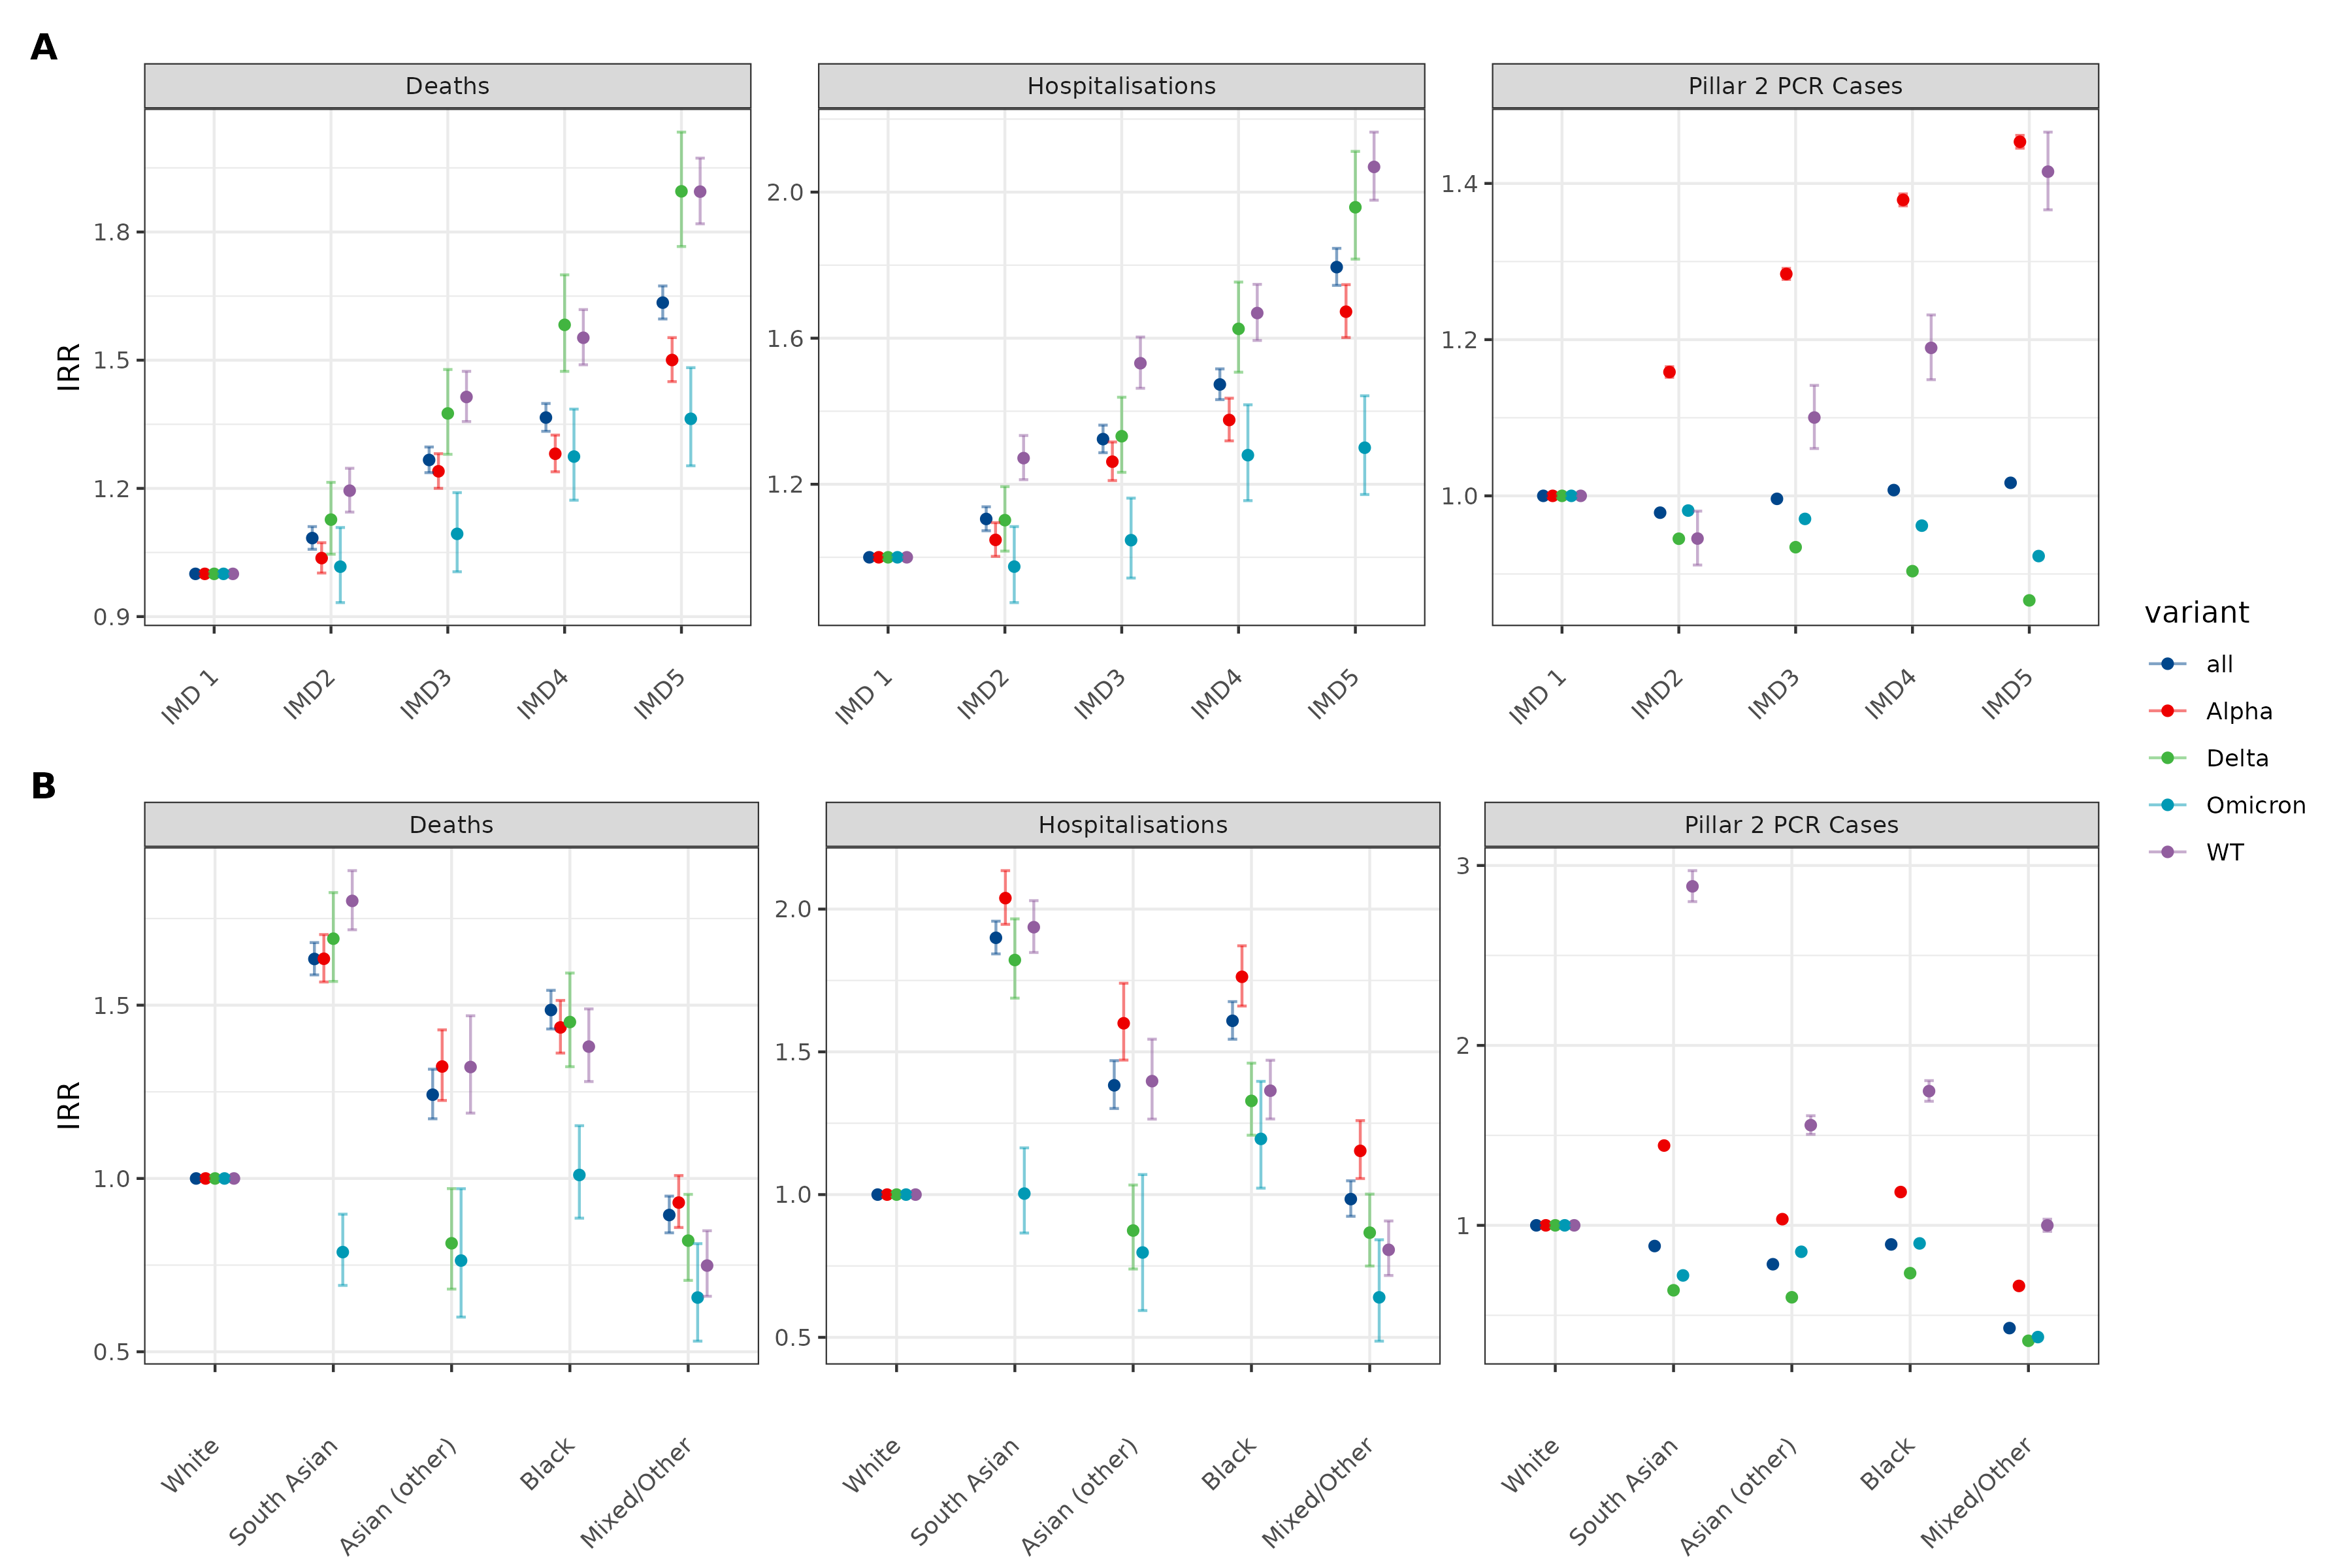 A
Deaths
Hospitalisations
Pillar 2 PCR Cases
IRR
1.8
1.5
1.2
0.9
2.0
1.6
1.2
1.4
1.2
1.0
IMD 1
IMD2
IMD3
IMD4
IMD5
IMD 1
IMD2
IMD3
IMD4
IMD5
IMD 1
IMD2
IMD3
IMD4
IMD5
variant
all
Alpha
Delta
Omicron
WT
B
Deaths
Hospitalisations
Pillar 2 PCR Cases
IRR
1.5
1.0
0.5
2.0
1.5
1.0
0.5
3
2
1
White
South Asian
Asian (other)
Black
Mixed/Other
White
South Asian
Asian (other)
Black
Mixed/Other
White
South Asian
Asian (other)
Black
Mixed/Other